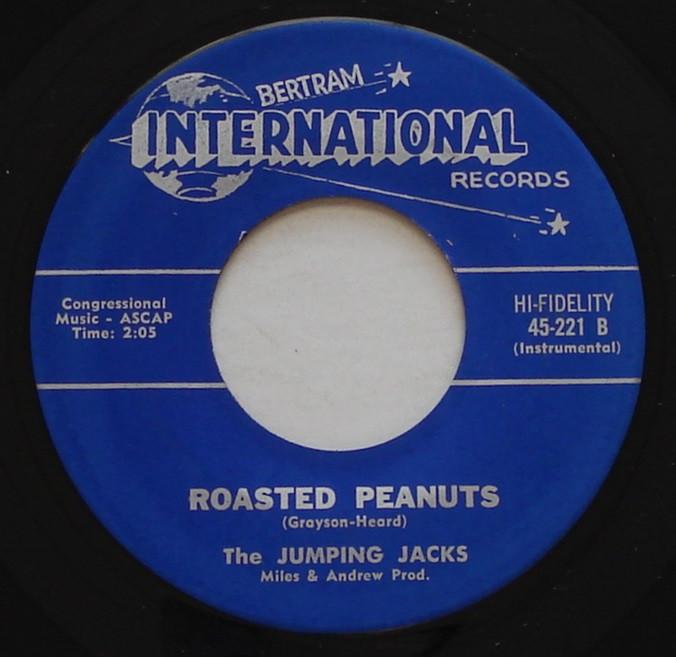 BERTRAM
INTERNATIONAL
RECORDS
Congressional
Music - ASCAP
Time: 2:05
HI-FIDELITY
45-221 B
(Instrumental)
ROASTED PEANUTS
(Grayson-Heard)
The JUMPING JACKS
Miles & Andrew Prod.